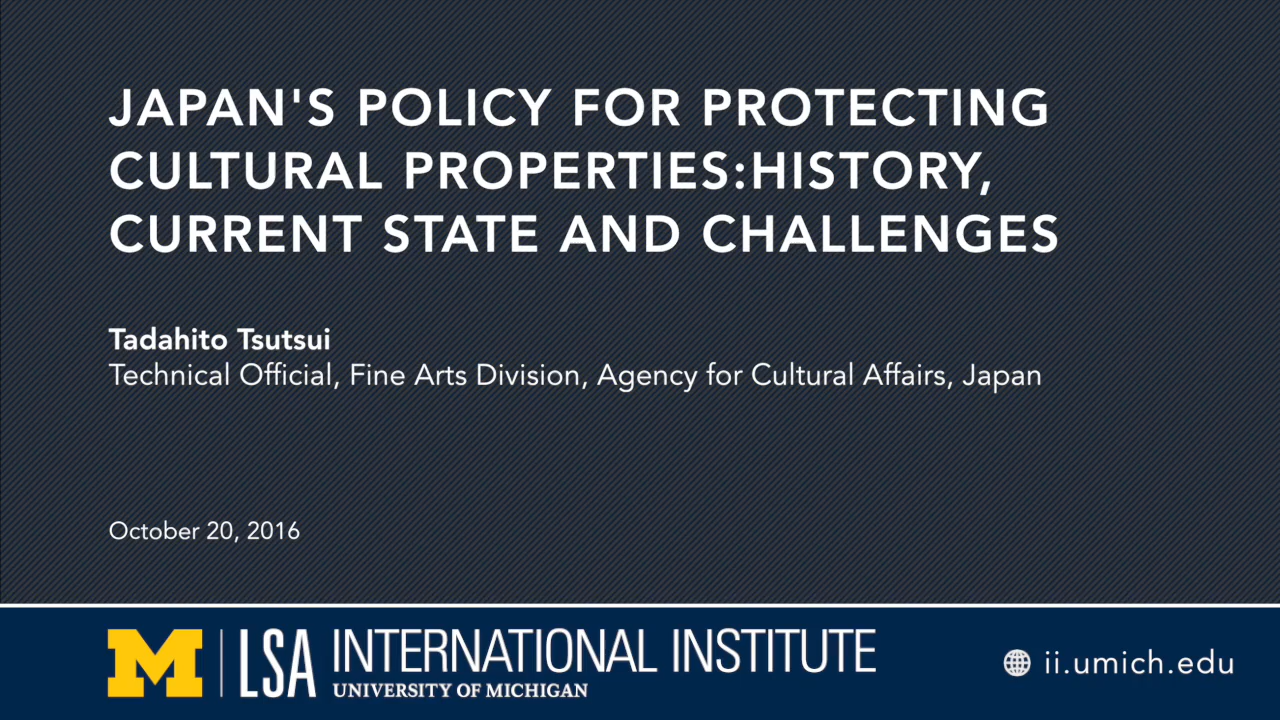 JAPAN'S POLICY FOR PROTECTING
CULTURAL PROPERTIES:HISTORY,
CURRENT STATE AND CHALLENGES
Tadahito Tsutsui
Technical Official, Fine Arts Division, Agency for Cultural Affairs, Japan
October 20, 2016
M LSA INTERNATIONAL INSTITUTE
UNIVERSITY OF MICHIGAN
ii.umich.edu